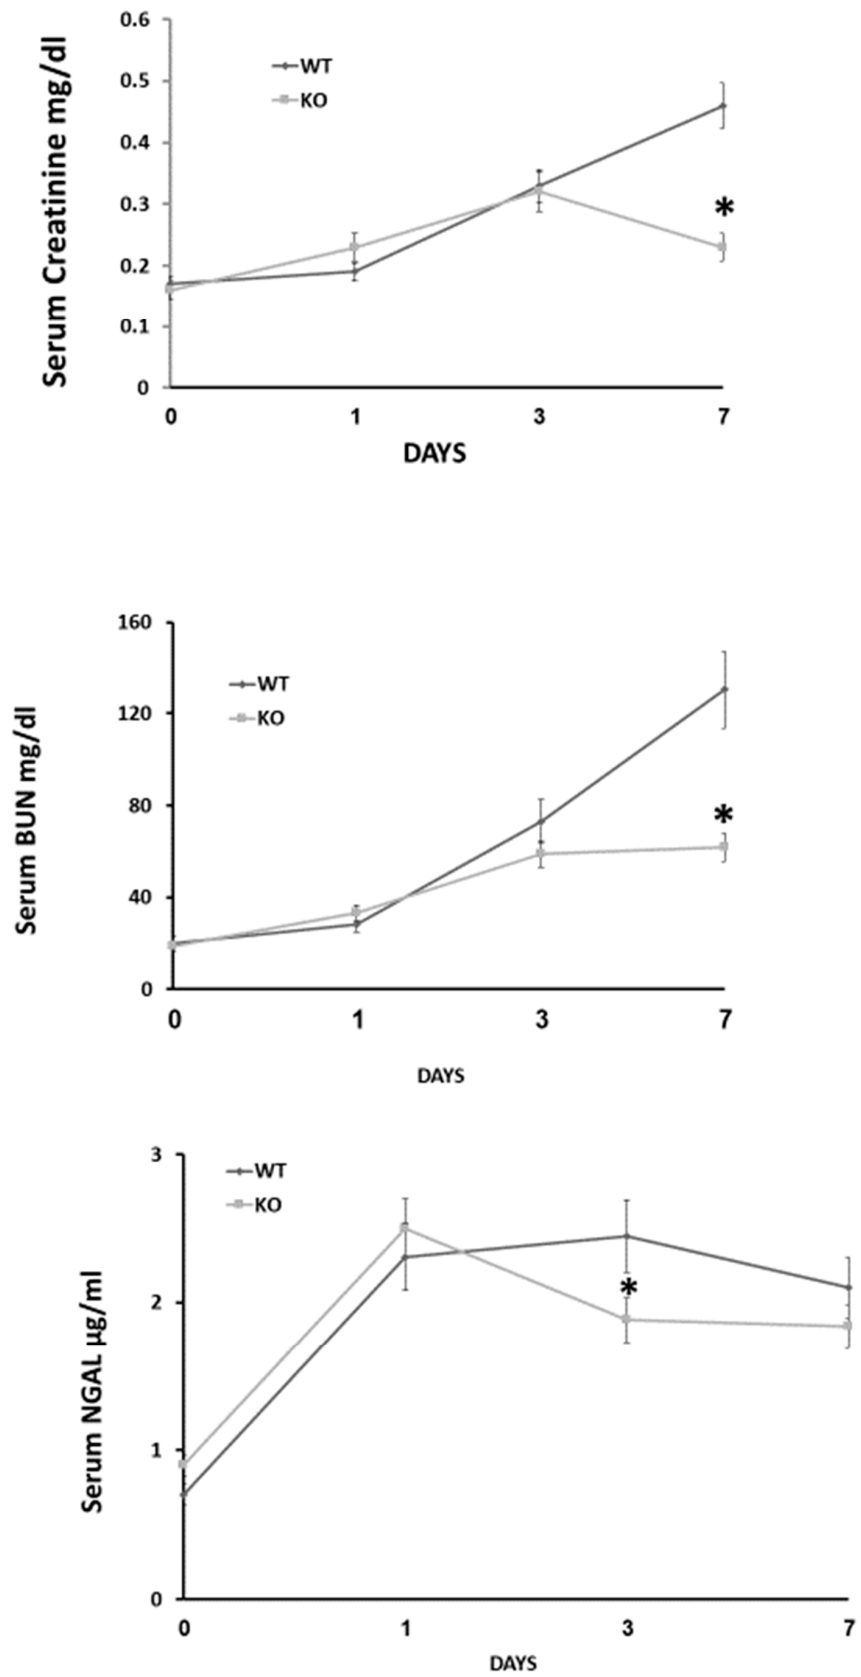 Serum Creatinine mg/dl
0.6
0.5
0.4
0.3
0.2
0.1
0
WT
KO
*
0 1 3 7
DAYS
Serum BUN mg/dl
160
120
80
40
0
WT
KO
*
0 1 3 7
DAYS
Serum NGAL µg/ml
3
2
1
0
WT
KO
*
0 1 3 7
DAYS